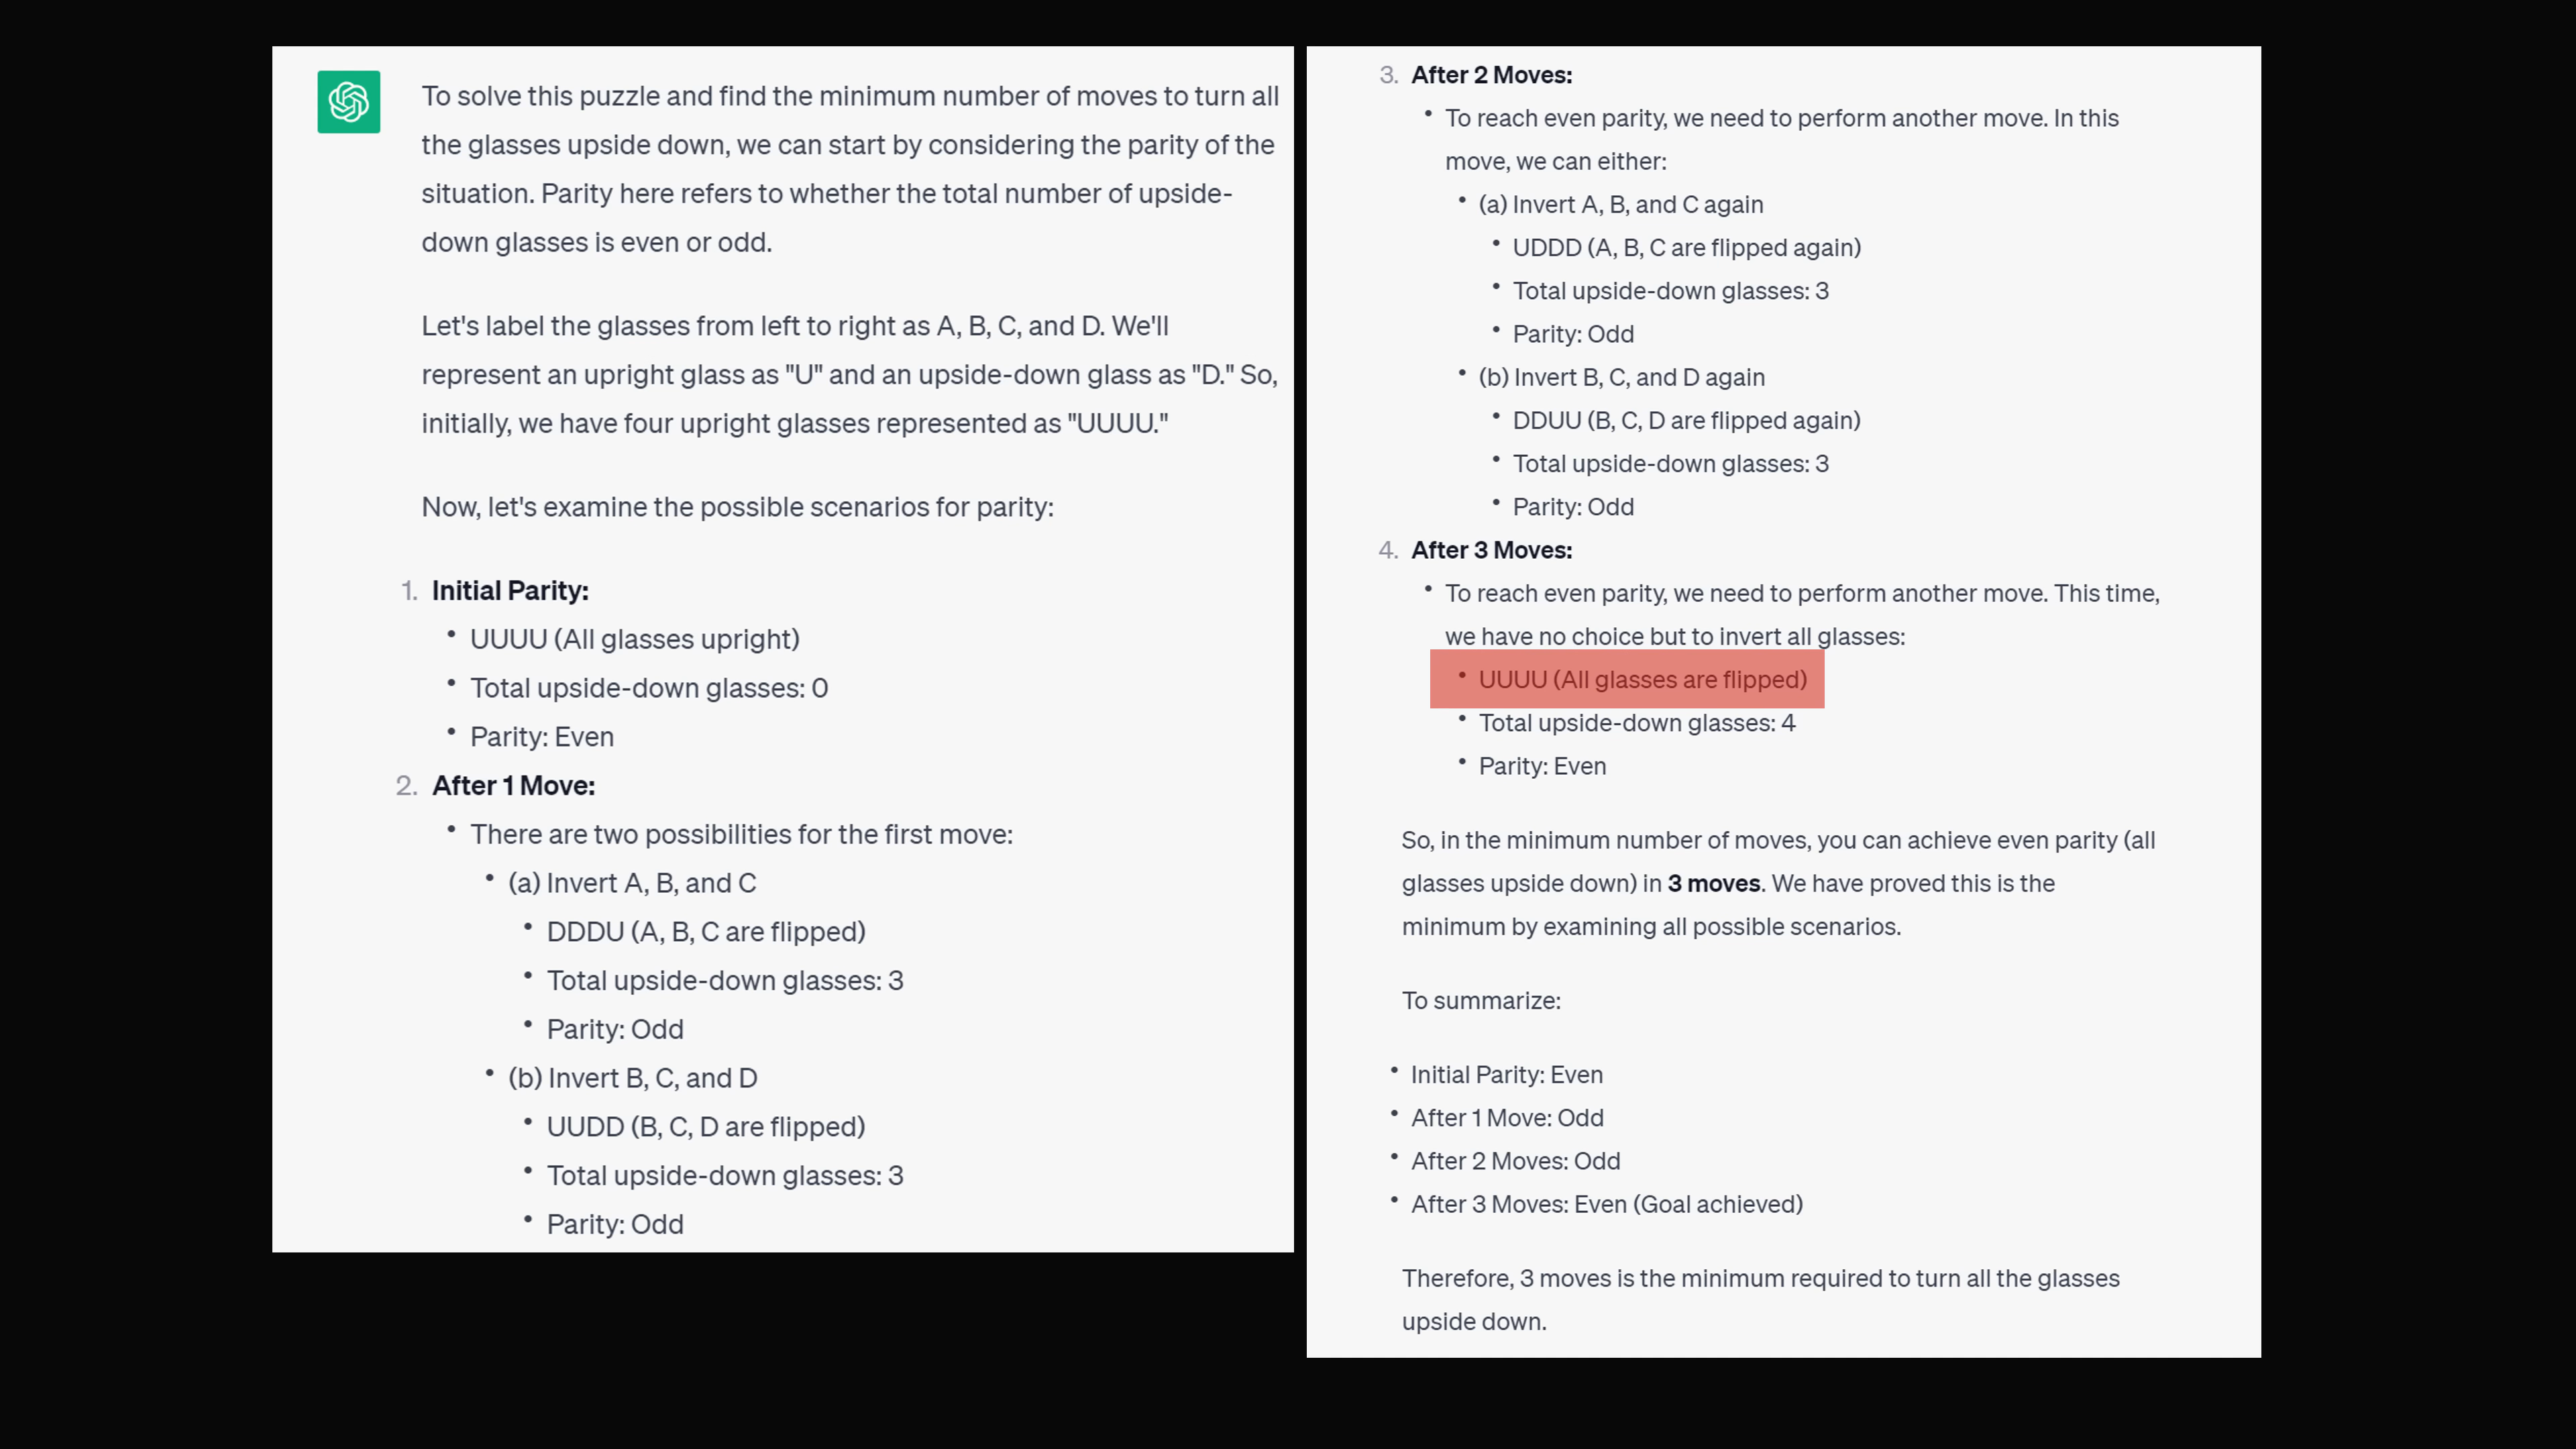 To solve this puzzle and find the minimum number of moves to turn all
the glasses upside down, we can start by considering the parity of the
situation. Parity here refers to whether the total number of upside-
down glasses is even or odd.
Let's label the glasses from left to right as A, B, C, and D. We'll
represent an upright glass as "U" and an upside-down glass as "D." So,
initially, we have four upright glasses represented as "UUUU."
Now, let's examine the possible scenarios for parity:
1. Initial Parity:
• UUUU (All glasses upright)
• Total upside-down glasses: 0
• Parity: Even
2. After 1 Move:
• There are two possibilities for the first move:
• (a) Invert A, B, and C
• DDDU (A, B, C are flipped)
• Total upside-down glasses: 3
• Parity: Odd
• (b) Invert B, C, and D
• UUDD (B, C, D are flipped)
• Total upside-down glasses: 3
• Parity: Odd
3. After 2 Moves:
• To reach even parity, we need to perform another move. In this
move, we can either:
• (a) Invert A, B, and C again
• UDDD (A, B, C are flipped again)
• Total upside-down glasses: 3
• Parity: Odd
• (b) Invert B, C, and D again
• DDUU (B, C, D are flipped again)
• Total upside-down glasses: 3
• Parity: Odd
4. After 3 Moves:
• To reach even parity, we need to perform another move. This time,
we have no choice but to invert all glasses:
• UUUU (All glasses are flipped)
• Total upside-down glasses: 4
• Parity: Even
So, in the minimum number of moves, you can achieve even parity (all
glasses upside down) in 3 moves. We have proved this is the
minimum by examining all possible scenarios.
To summarize:
• Initial Parity: Even
• After 1 Move: Odd
• After 2 Moves: Odd
• After 3 Moves: Even (Goal achieved)
Therefore, 3 moves is the minimum required to turn all the glasses
upside down.